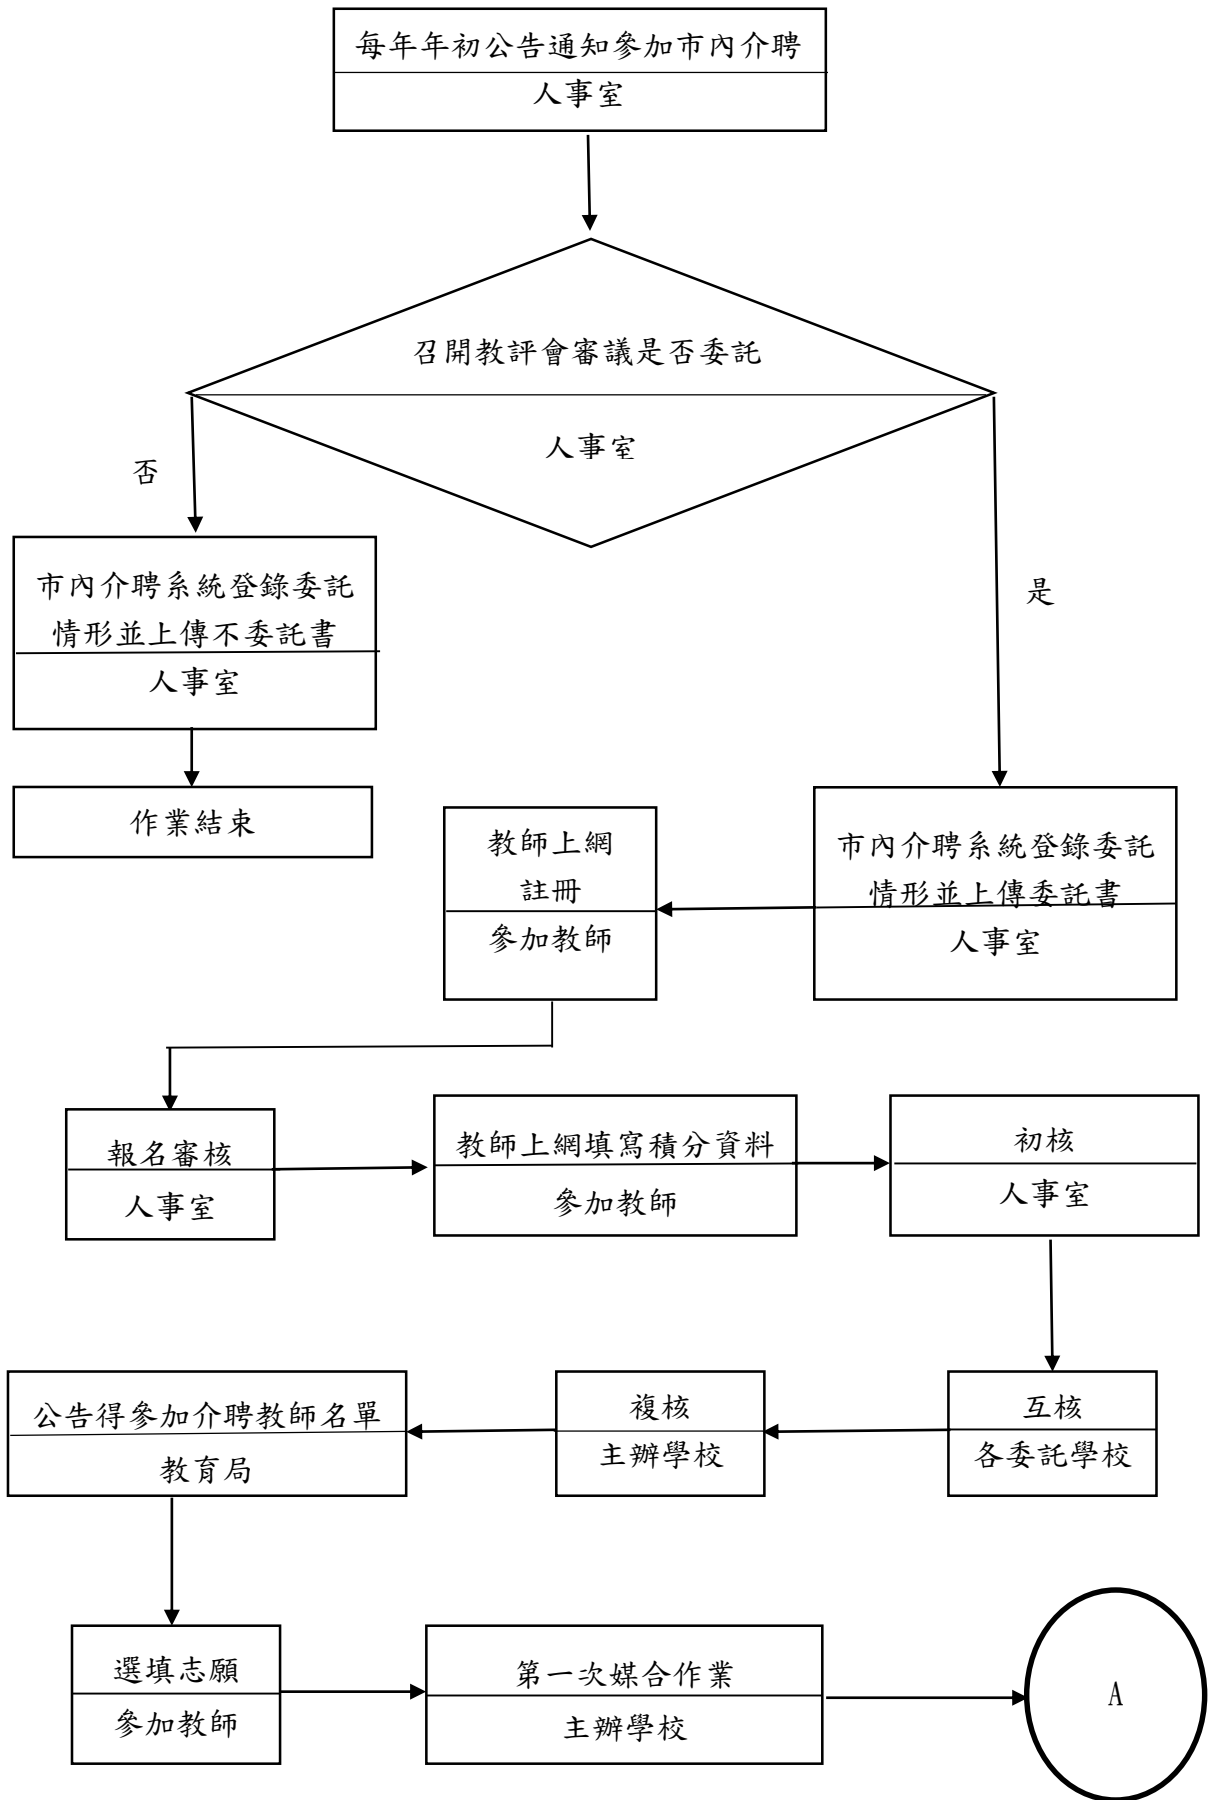 每年年初公告通知參加市內介聘
人事室
召開教評會審議是否委託
人事室
否
是
市內介聘系統登錄委託
情形並上傳不委託書
人事室
作業結束
市內介聘系統登錄委託
情形並上傳委託書
人事室
教師上網
註冊
參加教師
報名審核
人事室
教師上網填寫積分資料
參加教師
初核
人事室
互核
各委託學校
複核
主辦學校
公告得參加介聘教師名單
教育局
選填志願
參加教師
第一次媒合作業
主辦學校
A